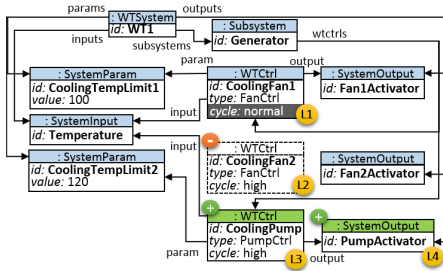 params
: WTSystem
id: WT1
outputs
inputs
subsystems
: Subsystem
id: Generator
wtctrls
: SystemParam
id: CoolingTempLimit1
value: 100
param
: WTCtrl
id: CoolingFan1
type: FanCtrl
cycle: normal
L1
output
: SystemOutput
id: Fan1Activator
input
: SystemInput
id: Temperature
input
: SystemParam
id: CoolingTempLimit2
value: 120
-
: WTCtrl
id: CoolingFan2
type: FanCtrl
cycle: high
L2
: SystemOutput
id: Fan2Activator
+
: WTCtrl
id: CoolingPump
type: PumpCtrl
cycle: high
L3
param
output
+
: SystemOutput
id: PumpActivator
L4